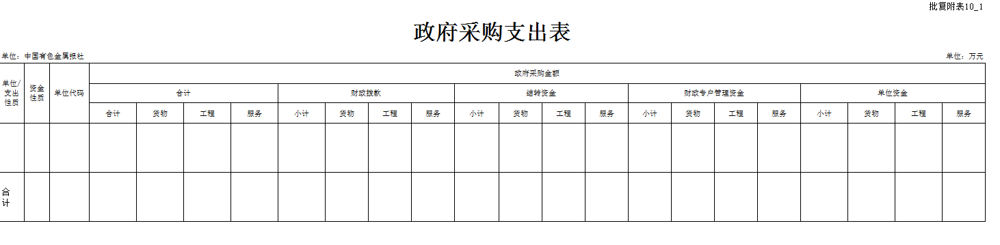 批复附表10_1
政府采购支出表
单位：中国有色金属报社 单位：万元
政府采购金额
单位/
支出
性质
资金
性质
单位代码
合计 财政拨款 结转资金 财政专户管理资金 单位资金
合计 货物 工程 服务 小计 货物 工程 服务 小计 货物 工程 服务 小计 货物 工程 服务 小计 货物 工程 服务
合
计